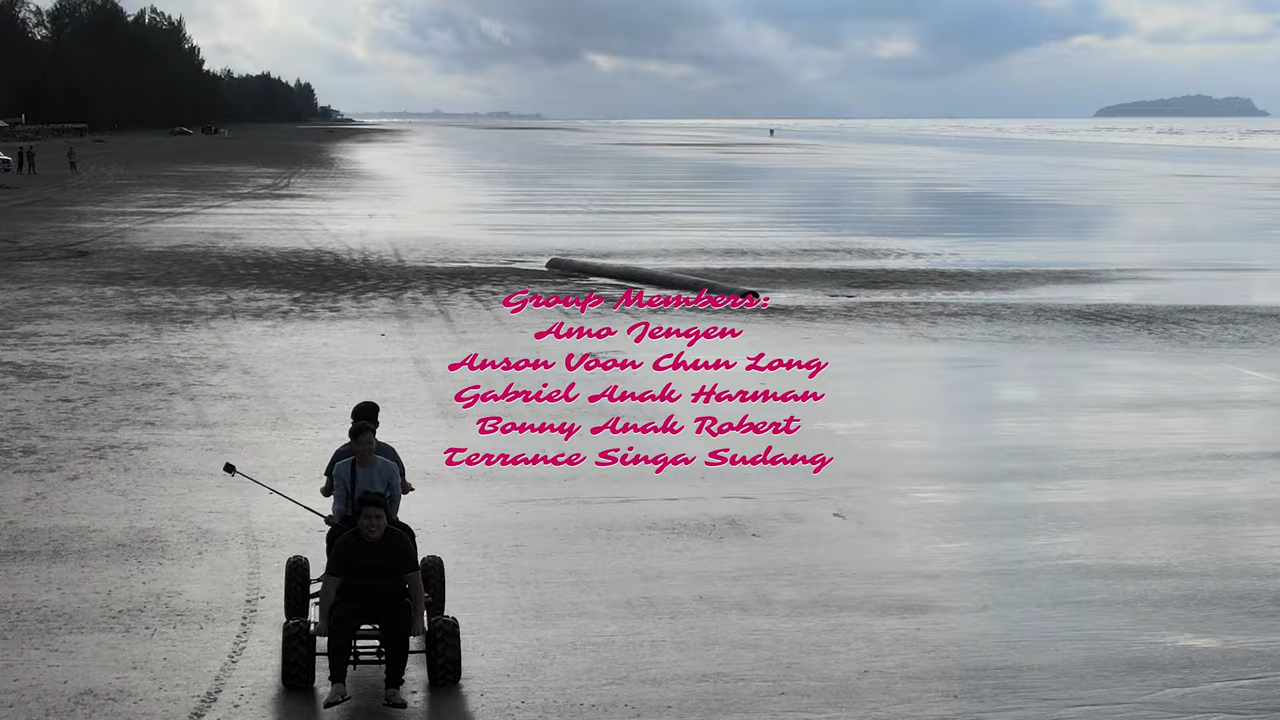 Group Members:
Amo Jengen
Anson Voon Chun Long
Gabriel Anak Harman
Bonny Anak Robert
Terrance Singa Sudang